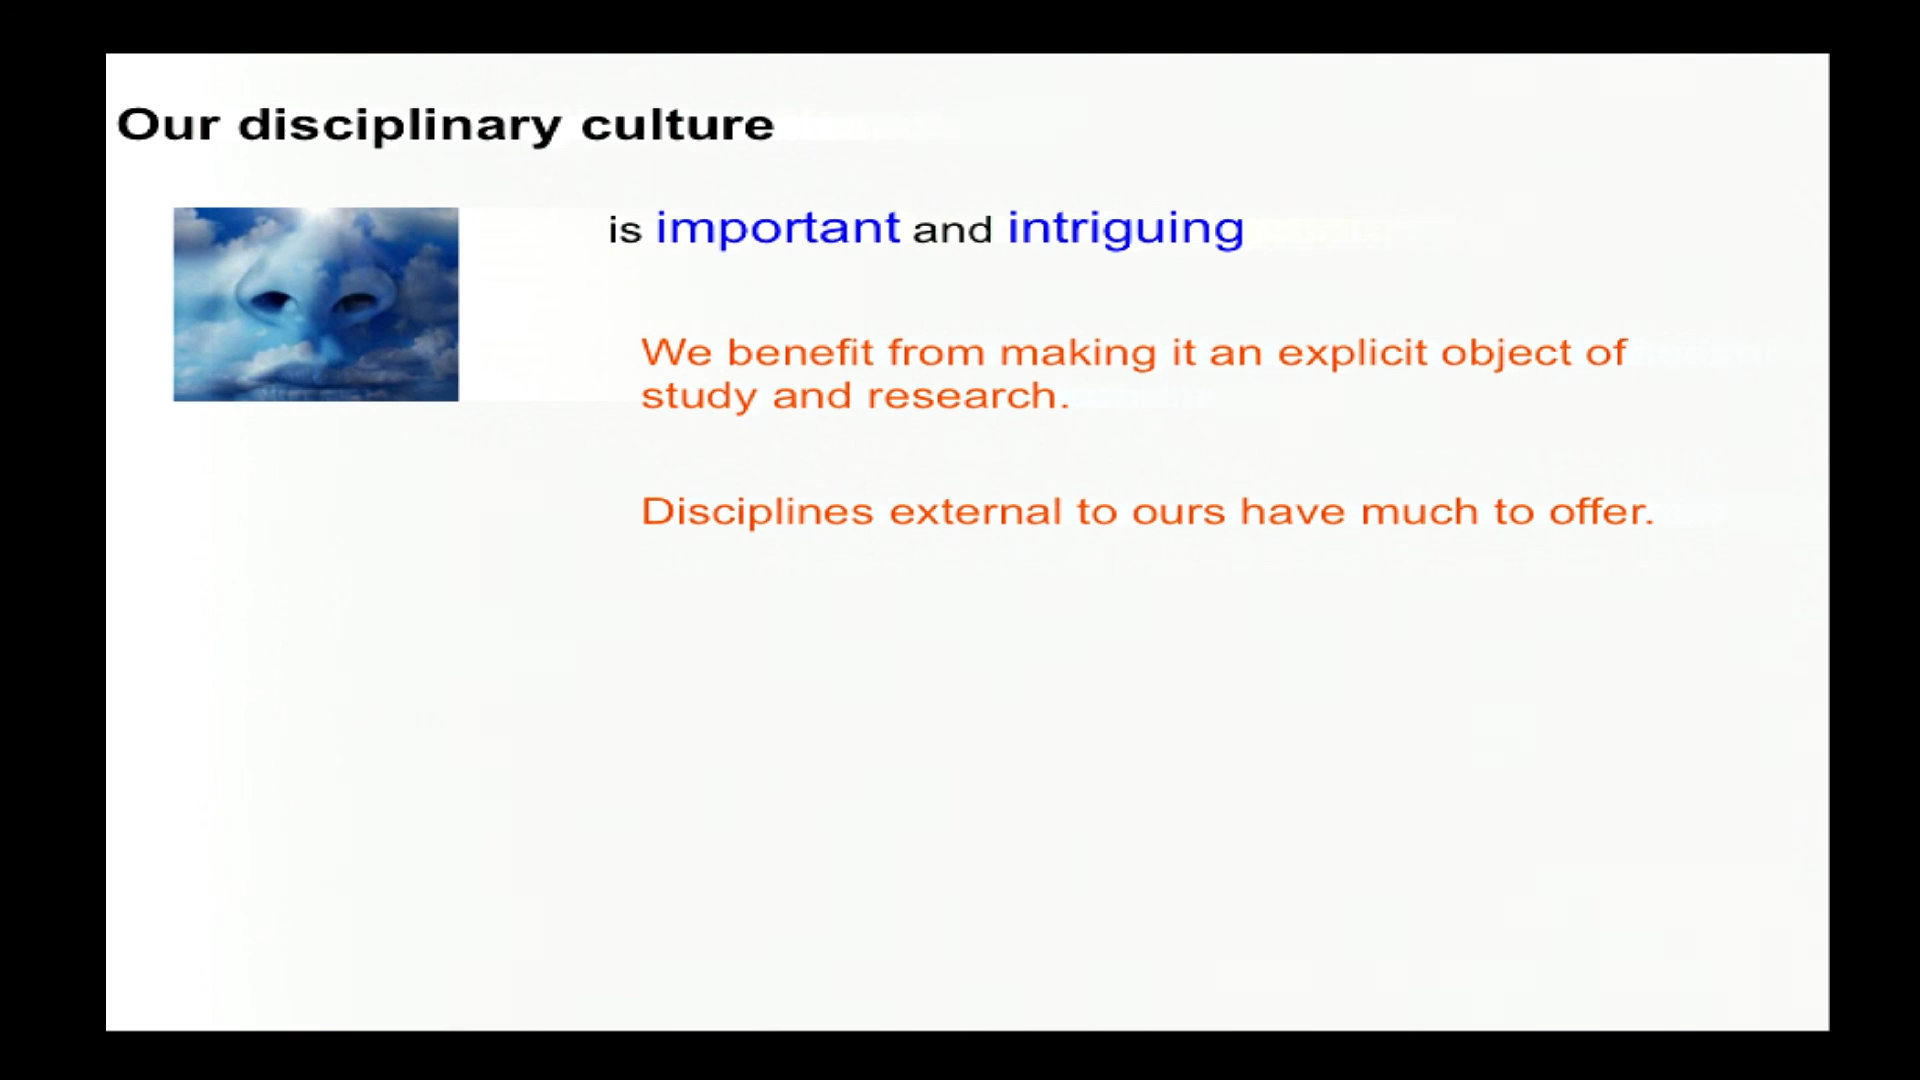 Our disciplinary culture
is important and intriguing
We benefit from making it an explicit object of
study and research.
Disciplines external to ours have much to offer.